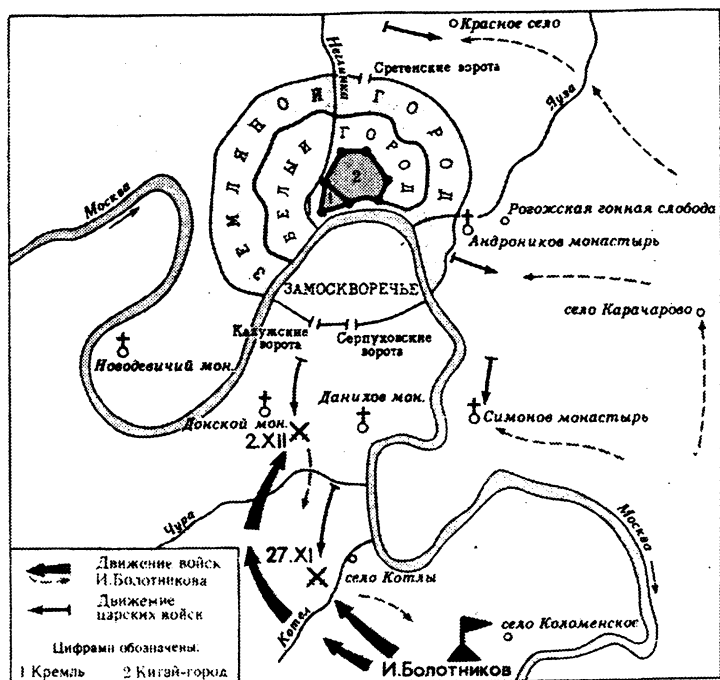 Красное село
Неглинка
Сретенские ворота
Яуза
ЗЕМЛЯНОЙ ГОРОД
БЕЛЫЙ ГОРОД
2
1
Москва
Рогожская гонная слобода
Андроников монастырь
ЗАМОСКВОРЕЧЬЕ
село Карачарово
Калужские
ворота
Серпуховские
ворота
Новодевичий мон.
Донской мон.
Данилов мон.
Симонов монастырь
2.XII
Чура
Москва
27.XI
село Котлы
Котел
село Коломенское
И.Болотников
Движение войск
И.Болотникова
Движение
царских войск
Цифрами обозначены:
1 Кремль 2 Китай-город